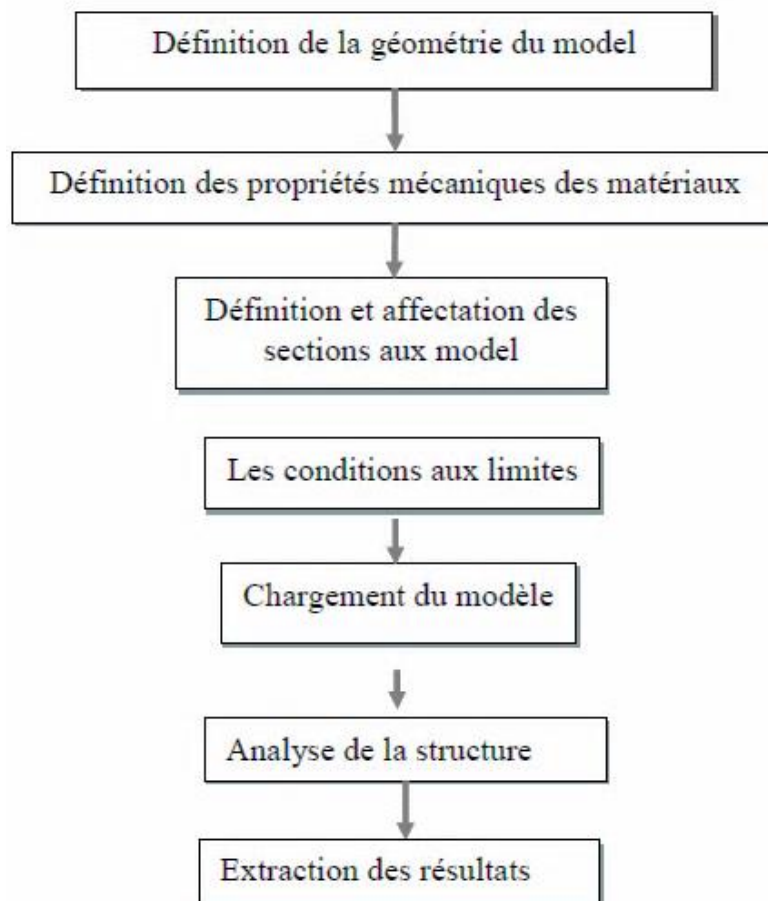 Définition de la géométrie du model
Définition des propriétés mécaniques des matériaux
Définition et affectation des
sections aux model
Les conditions aux limites
Chargement du modèle
Analyse de la structure
Extraction des résultats